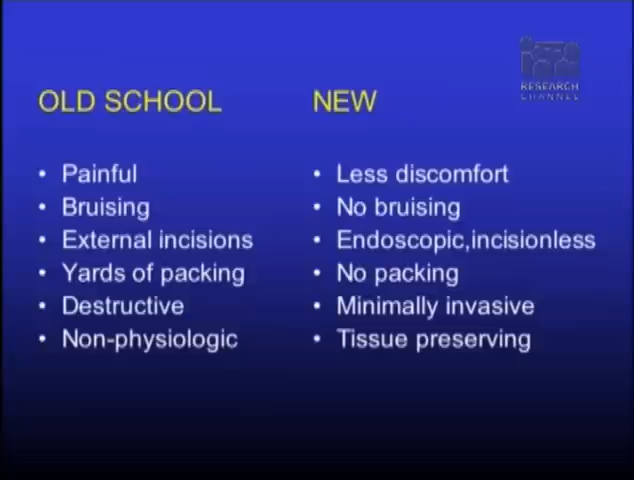 RESEARCH
CHANNEL
OLD SCHOOL
• Painful
• Bruising
• External incisions
• Yards of packing
• Destructive
• Non-physiologic
NEW
• Less discomfort
• No bruising
• Endoscopic,incisionless
• No packing
• Minimally invasive
• Tissue preserving